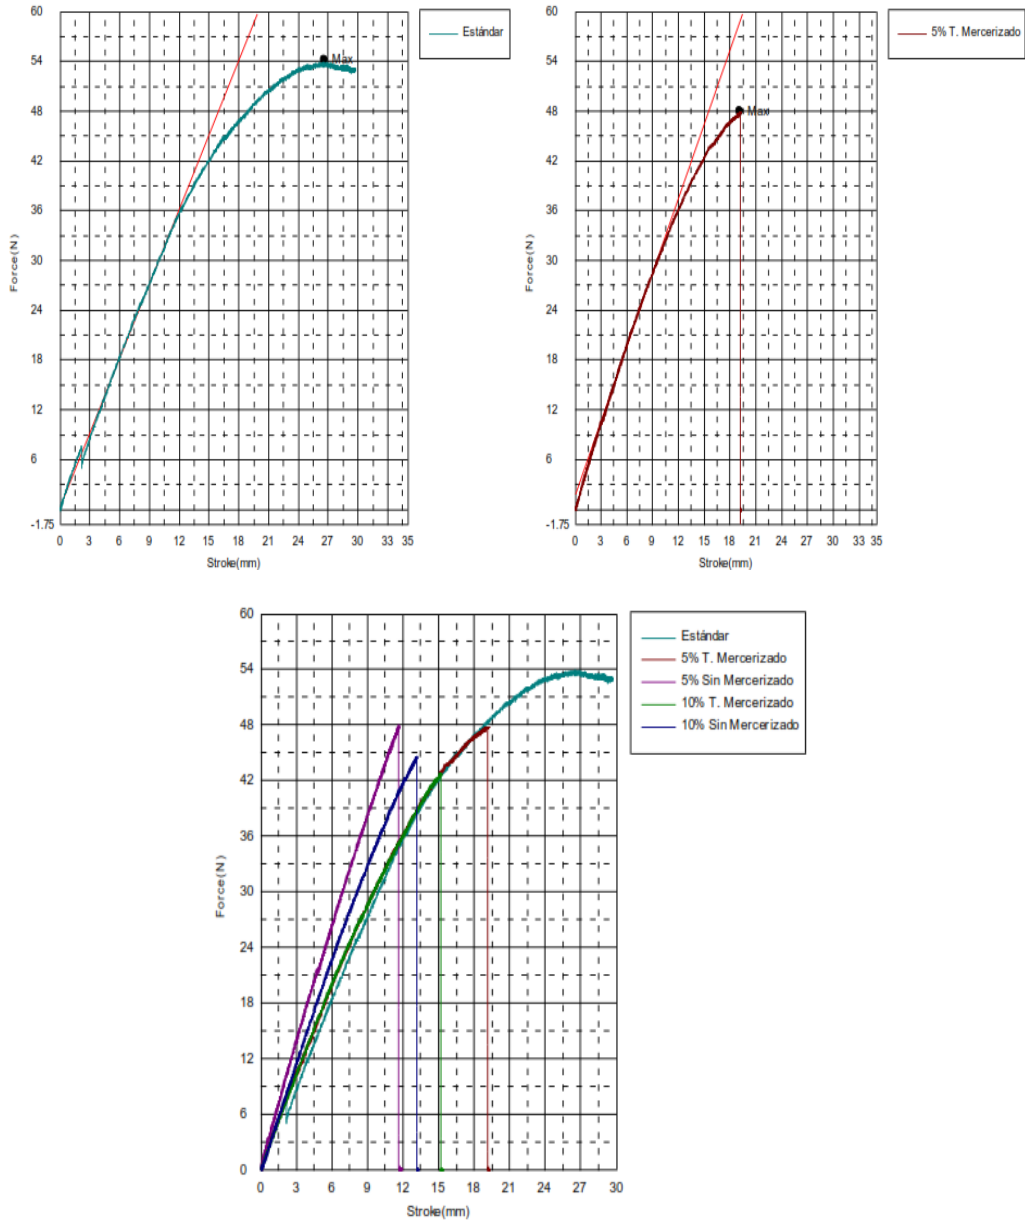 60
54
48
42
36
30
24
18
12
6
-1.75
Force(N)
0 3 6 9 12 15 18 21 24 27 30 33 35
Stroke(mm)
Max
Estándar
60
54
48
42
36
30
24
18
12
6
-1.75
Force(N)
0 3 6 9 12 15 18 21 24 27 30 33 35
Stroke(mm)
Max
5% T. Mercerizado
60
54
48
42
36
30
24
18
12
6
0
Force(N)
0 3 6 9 12 15 18 21 24 27 30
Stroke(mm)
Estándar
5% T. Mercerizado
5% Sin Mercerizado
10% T. Mercerizado
10% Sin Mercerizado